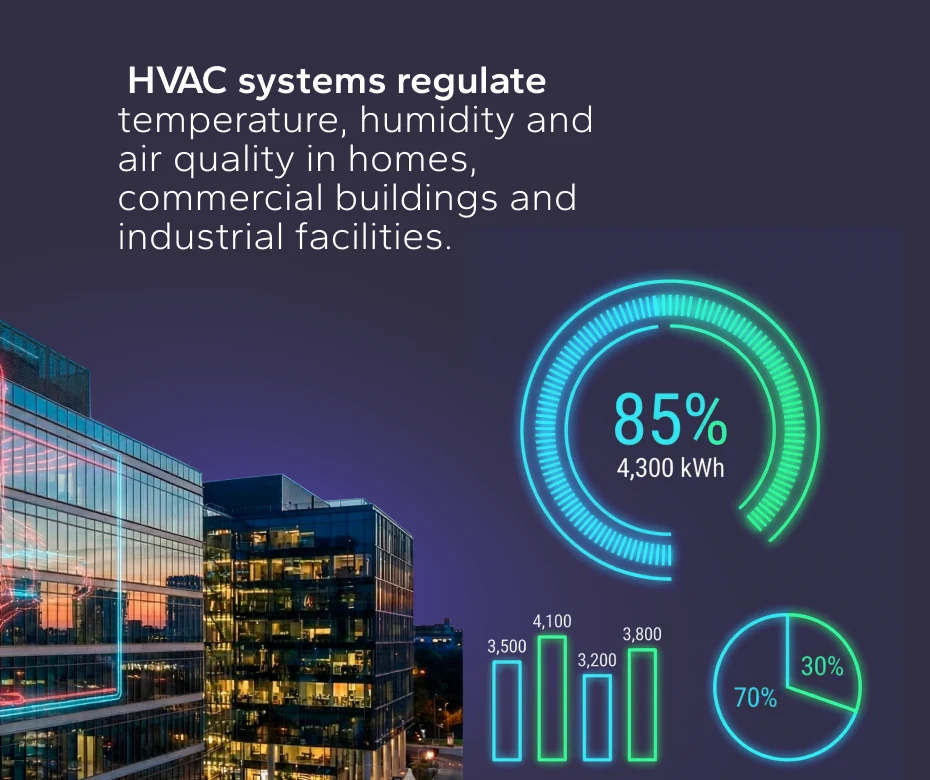 HVAC systems regulate
temperature, humidity and
air quality in homes,
commercial buildings and
industrial facilities.
85%
4,300 kWh
3,500
4,100
3,200
3,800
70%
30%